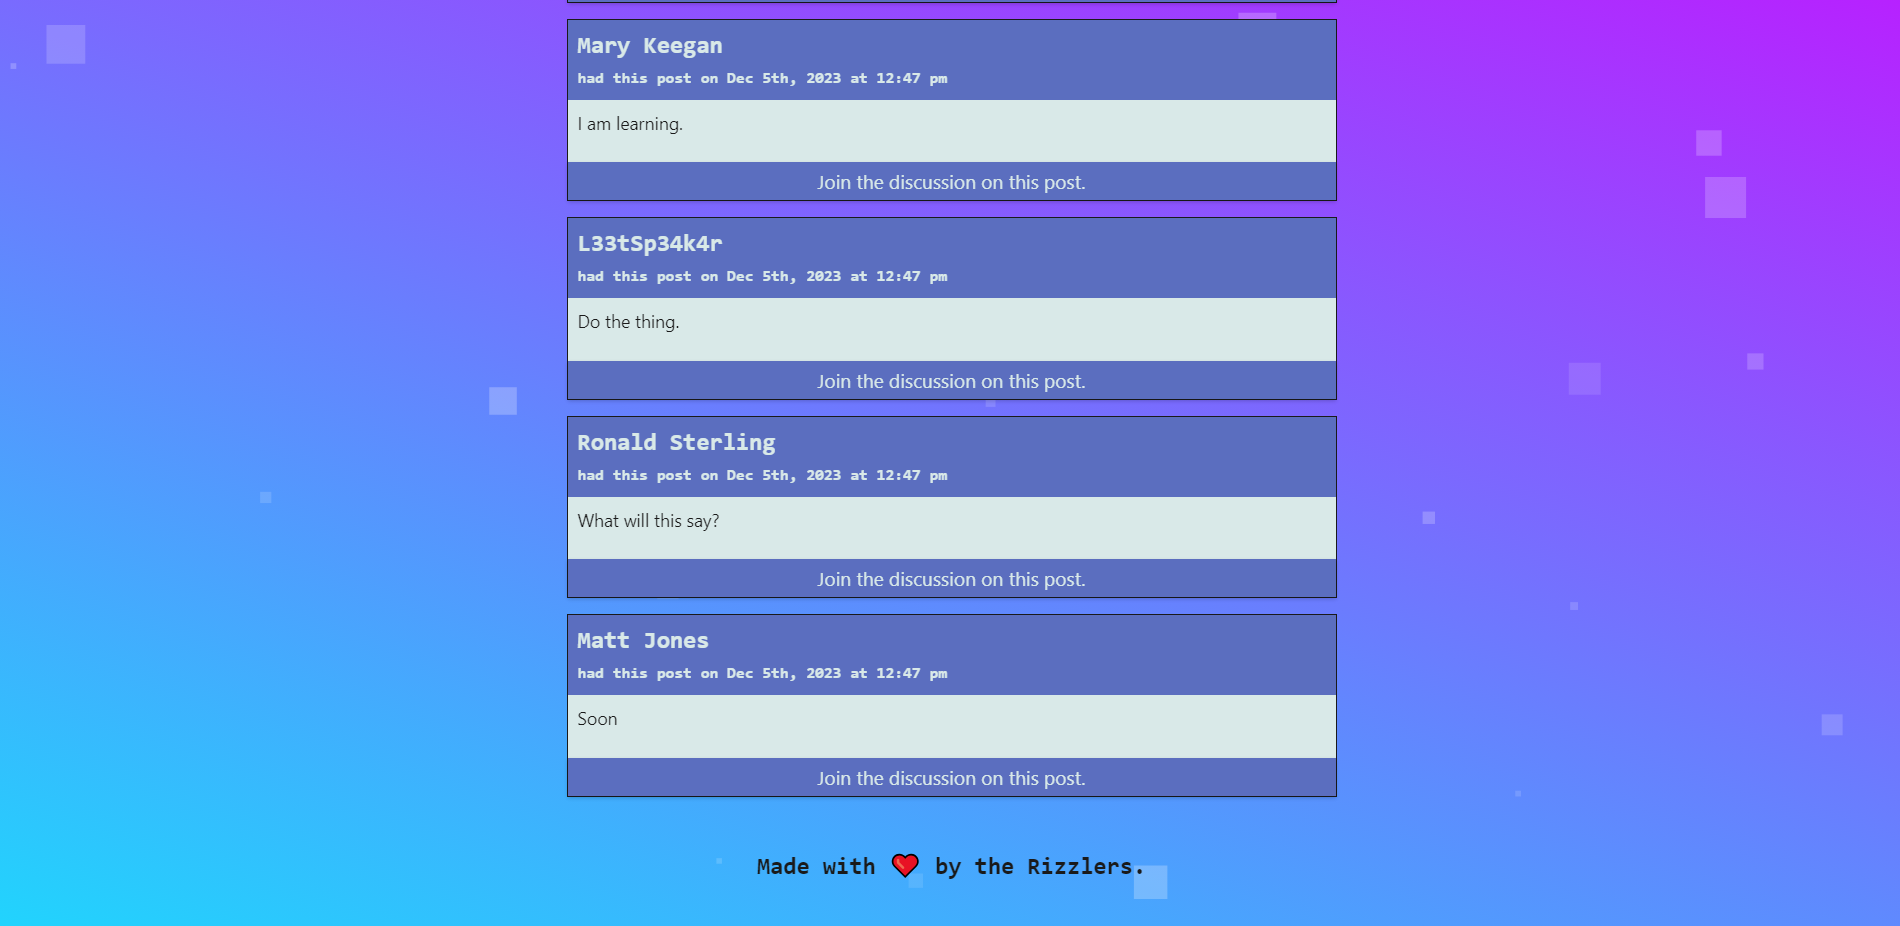 Mary Keegan
had this post on Dec 5th, 2023 at 12:47 pm
I am learning.
Join the discussion on this post.
L33tSp34k4r
had this post on Dec 5th, 2023 at 12:47 pm
Do the thing.
Join the discussion on this post.
Ronald Sterling
had this post on Dec 5th, 2023 at 12:47 pm
What will this say?
Join the discussion on this post.
Matt Jones
had this post on Dec 5th, 2023 at 12:47 pm
Soon
Join the discussion on this post.
Made with ❤️ by the Rizzlers.